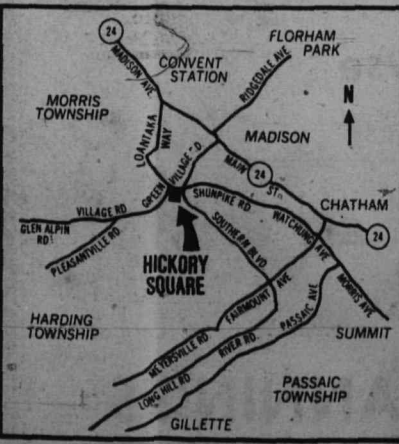 24
FLORHAM
PARK
MADISON AVE.
CONVENT
STATION
RIDGEDALE AVE
N
MORRIS
TOWNSHIP
LOANTAKA
WAY
MADISON
GREEN VILLAGE RD.
MAIN ST.
24
SHUNPIKE RD
CHATHAM
VILLAGE RD
GLEN ALPIN
RD.
PLEASANTVILLE RD
SOUTHERN BLVD
WATCHUNG AVE
24
HICKORY
SQUARE
FAIRMOUNT AVE
MORRIS AVE
HARDING
TOWNSHIP
PASSAIC AVE
MEYERSVILLE RD
RIVER RD.
SUMMIT
LONG HILL RD
PASSAIC
TOWNSHIP
GILLETTE